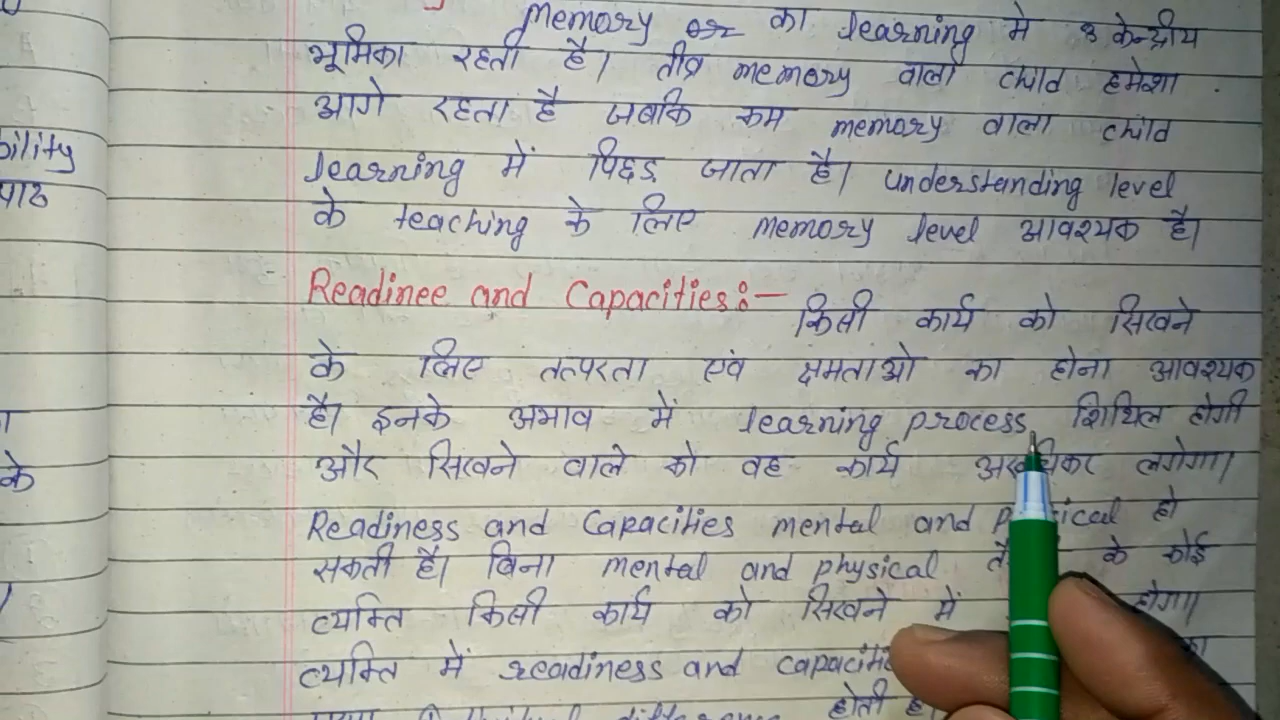 Memory का learning मे केन्द्रीय
भूमिका रहती है। तीव्र memory वाला child हमेशा
आगे रहता है जबकि कम memory वाला child
learning में पिछड़ जाता है। understanding level
के teaching के लिए memory level आवश्यक है।
Readinee and Capacities:-
किसी कार्य को सिखने
के लिए तत्परता एवं क्षमताओ का होना आवश्यक
है। इनके अभाव में learning process शिथिल होगी
और सिखने वाले को वह कार्य लगेगा।
Readiness and Capacities mental and हो
सकती है। बिना mental and physical के कोई
व्यक्ति किसी कार्य को सिखने में होगा।
व्यक्ति में readiness and का
होती
bility
पाठ
के